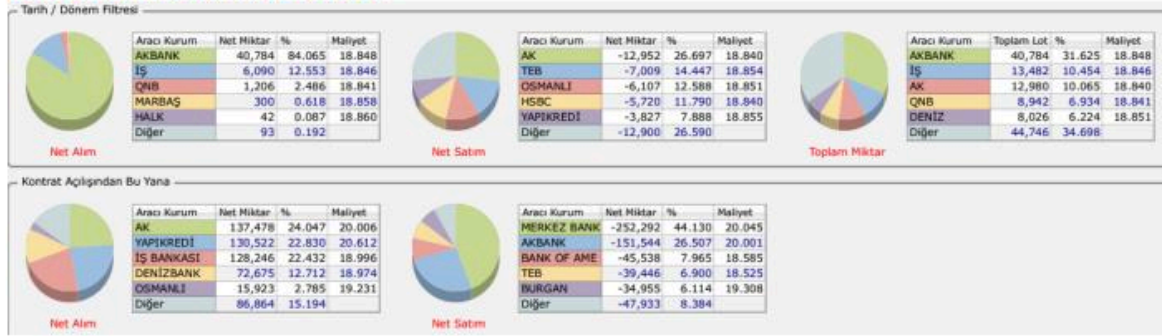 Tarih / Dönem Filtresi
Aracı Kurum Net Miktar % Maliyet
AKBANK 40,784 84.065 18.848
İŞ 6,090 12.553 18.846
QNB 1,206 2.486 18.841
MARBAŞ 300 0.618 18.858
HALK 42 0.087 18.860
Diğer 93 0.192
Net Alım
Aracı Kurum Net Miktar % Maliyet
AK -12,952 26.697 18.840
TEB -7,009 14.447 18.854
OSMANLI -6,107 12.588 18.851
HSBC -5,720 11.790 18.840
YAPIKREDİ -3,827 7.888 18.855
Diğer -12,900 26.590
Net Satım
Aracı Kurum Toplam Lot % Maliyet
AKBANK 40,784 31.625 18.848
İŞ 13,482 10.454 18.846
AK 12,980 10.065 18.840
QNB 8,942 6.934 18.841
DENİZ 8,026 6.224 18.851
Diğer 44,746 34.698
Toplam Miktar
Kontrat Açılışından Bu Yana
Aracı Kurum Net Miktar % Maliyet
AK 137,478 24.047 20.006
YAPIKREDİ 130,522 22.830 20.612
İŞ BANKASI 128,246 22.432 18.996
DENİZBANK 72,675 12.712 18.974
OSMANLI 15,923 2.785 19.231
Diğer 86,864 15.194
Net Alım
Aracı Kurum Net Miktar % Maliyet
MERKEZ BANK -252,292 44.130 20.045
AKBANK -151,544 26.507 20.001
BANK OF AME -45,538 7.965 18.585
TEB -39,446 6.900 18.525
BURGAN -34,955 6.114 19.308
Diğer -47,933 8.384
Net Satım